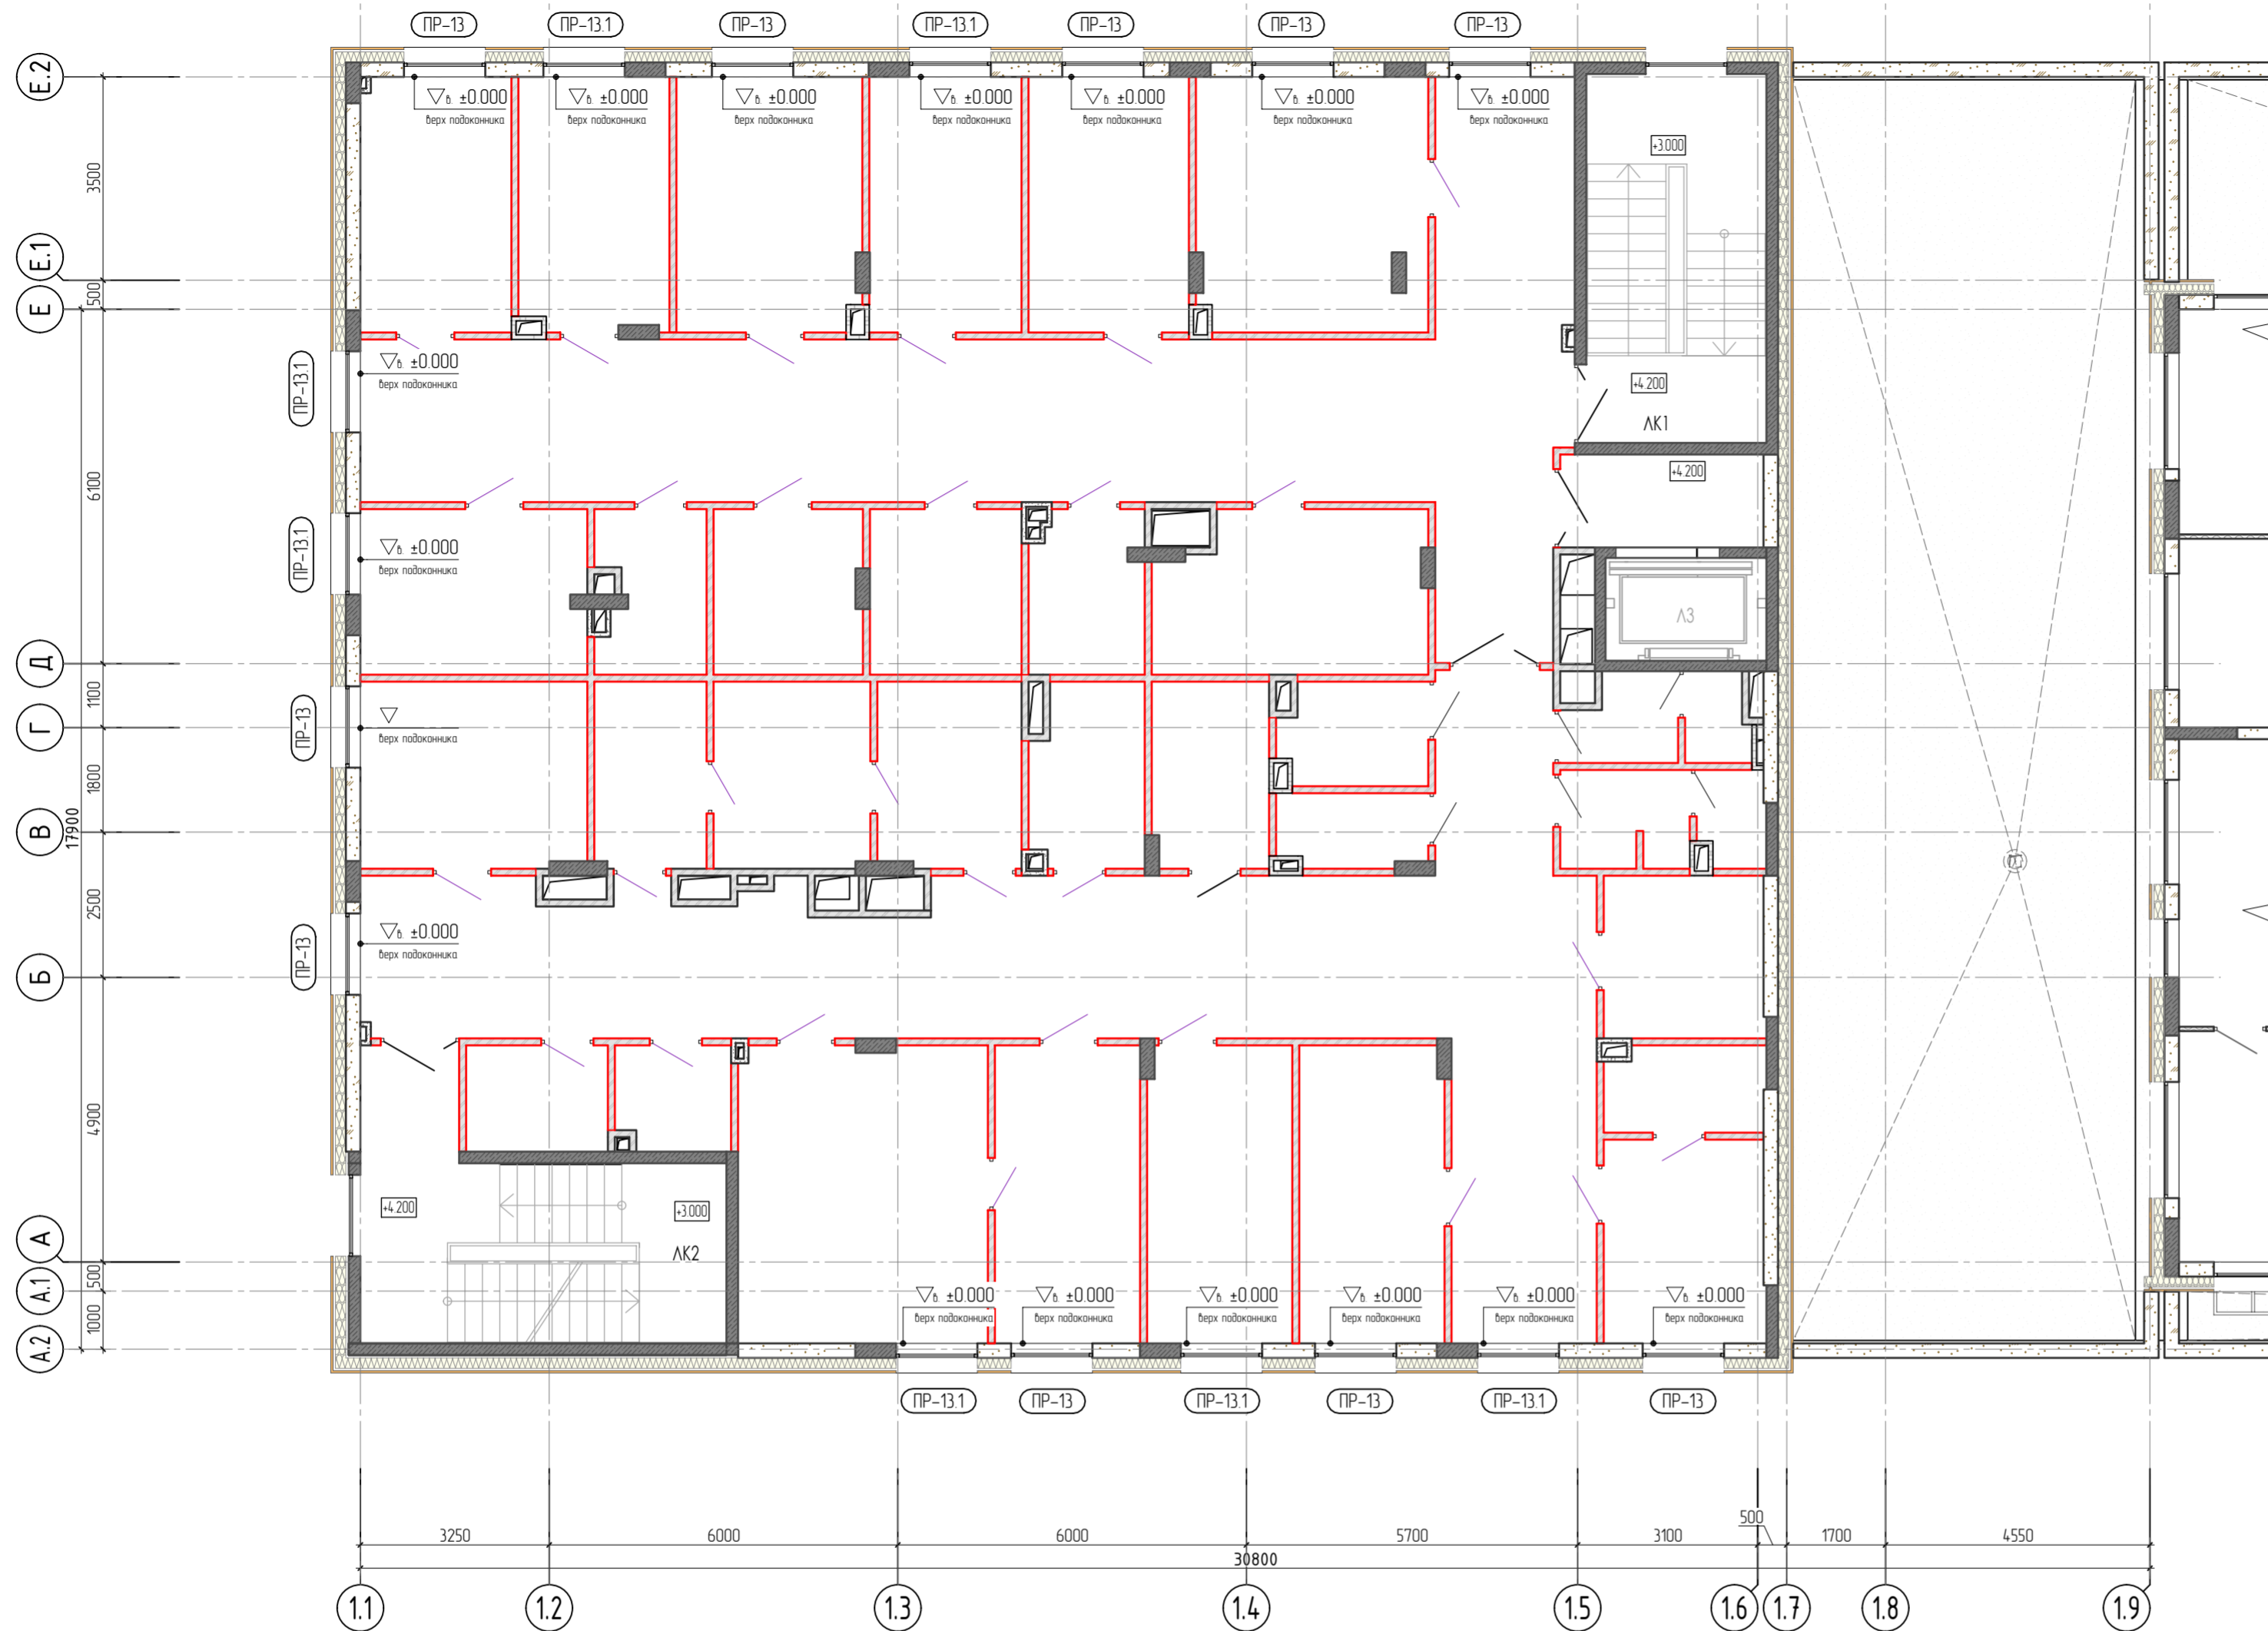 ПР-13 ПР-13.1 ПР-13 ПР-13.1 ПР-13 ПР-13 ПР-13
Е.2
в. ±0.000 в. ±0.000 в. ±0.000 в. ±0.000 в. ±0.000 в. ±0.000 в. ±0.000
верх подоконника верх подоконника верх подоконника верх подоконника верх подоконника верх подоконника верх подоконника
+3.000
3500
Е.1
500
Е
ПР-13.1
в. ±0.000
верх подоконника
+4.200
ЛК1
+4.200
6100
ПР-13.1
в. ±0.000
верх подоконника
Л3
Д
1100
Г
ПР-13
верх подоконника
1800
17900
В
2500
ПР-13
в. ±0.000
верх подоконника
Б
4900
+4.200
+3.000
ЛК2
А
500
А.1
1000
А.2
в. ±0.000 в. ±0.000 в. ±0.000 в. ±0.000 в. ±0.000 в. ±0.000
верх подоконника верх подоконника верх подоконника верх подоконника верх подоконника верх подоконника
ПР-13.1 ПР-13 ПР-13.1 ПР-13 ПР-13.1 ПР-13
3250 6000 6000 5700 3100 500 1700 4550
30800
1.1 1.2 1.3 1.4 1.5 1.6 1.7 1.8 1.9